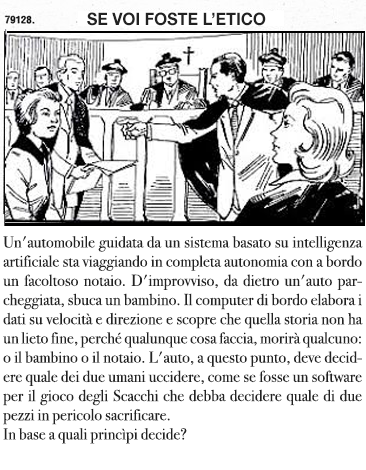 79128. SE VOI FOSTE L'ETICO
Un'automobile guidata da un sistema basato su intelligenza
artificiale sta viaggiando in completa autonomia con a bordo
un facoltoso notaio. D'improvviso, da dietro un'auto par-
cheggiata, sbuca un bambino. Il computer di bordo elabora i
dati su velocità e direzione e scopre che quella storia non ha
un lieto fine, perché qualunque cosa faccia, morirà qualcuno:
o il bambino o il notaio. L'auto, a questo punto, deve decid-
ere quale dei due umani uccidere, come se fosse un software
per il gioco degli Scacchi che debba decidere quale di due
pezzi in pericolo sacrificare.
In base a quali princìpi decide?